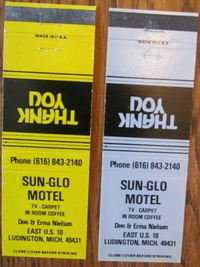 MADE IN U.S.A.
THANK
YOU
Phone (616) 843-2140
SUN-GLO
MOTEL
TV - CARPET
IN ROOM COFFEE
Don & Erma Nielsen
EAST U.S. 10
LUDINGTON, MICH. 49431
CLOSE COVER BEFORE STRIKING
MADE IN U.S.A.
THANK
YOU
Phone (616) 843-2140
SUN-GLO
MOTEL
TV - CARPET
IN ROOM COFFEE
Don & Erma Nielsen
EAST U.S. 10
LUDINGTON, MICH. 49431
CLOSE COVER BEFORE STRIKING